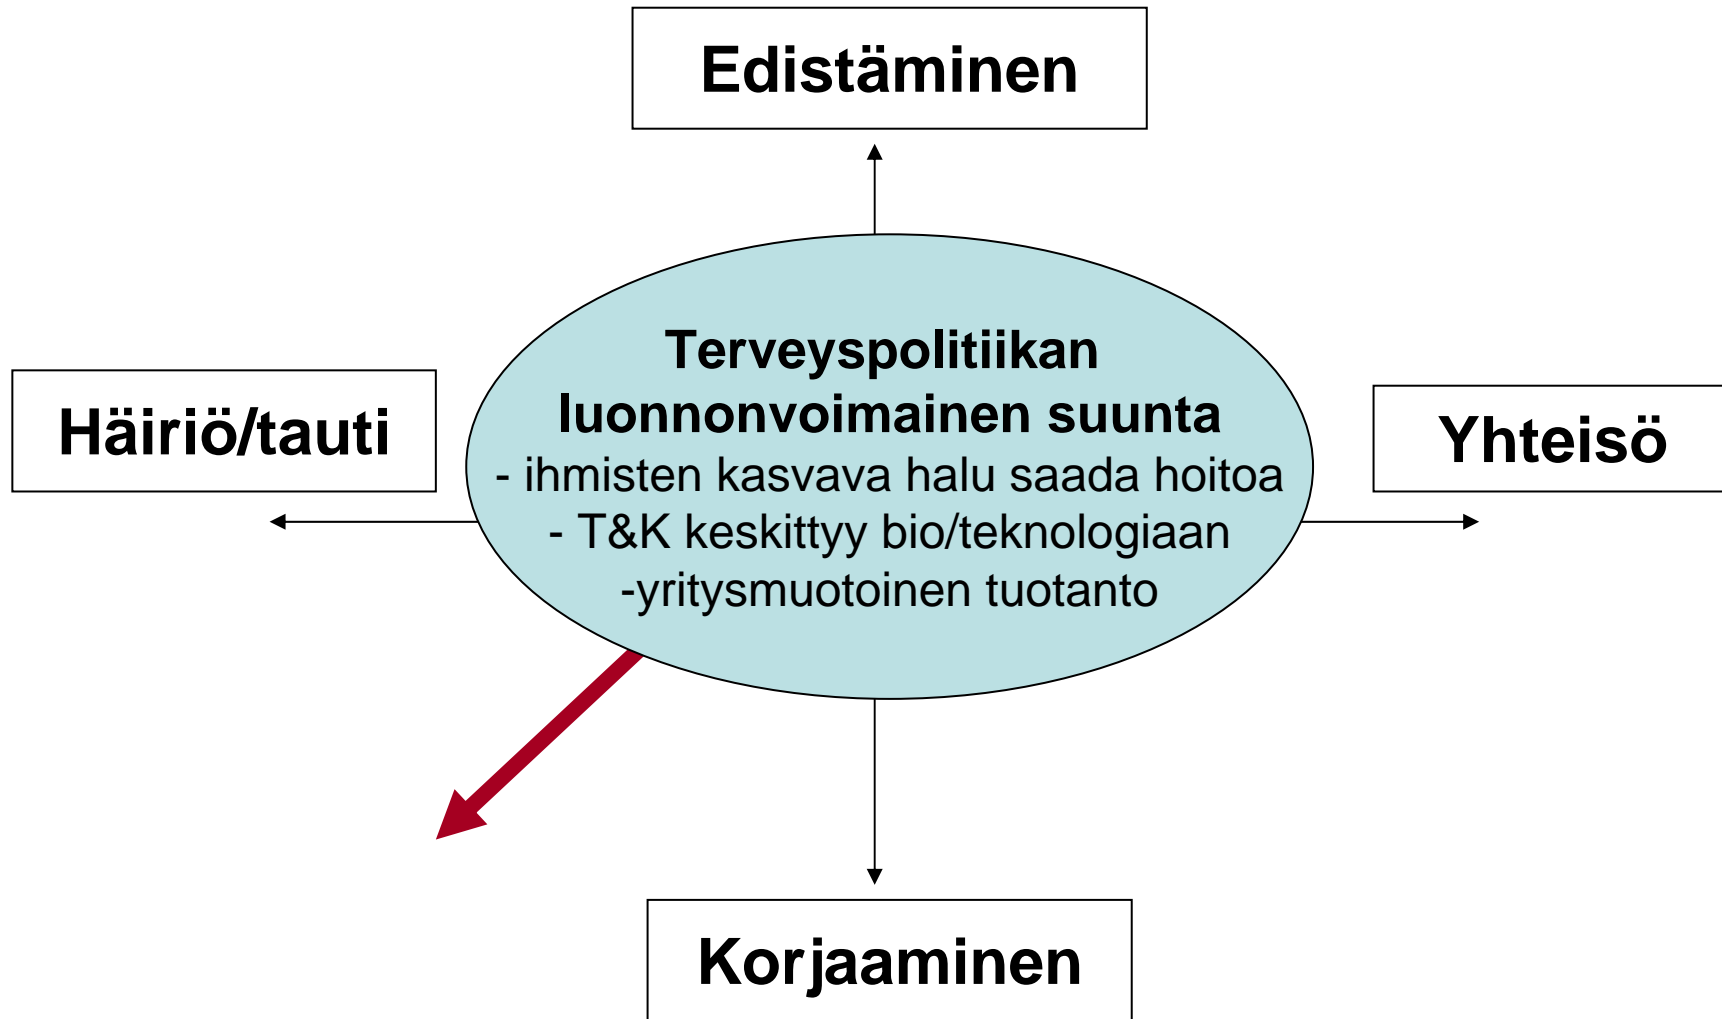 Edistäminen
Häiriö/tauti
Terveyspolitiikan
luonnonvoimainen suunta
- ihmisten kasvava halu saada hoitoa
- T&K keskittyy bio/teknologiaan
-yritysmuotoinen tuotanto
Yhteisö
Korjaaminen